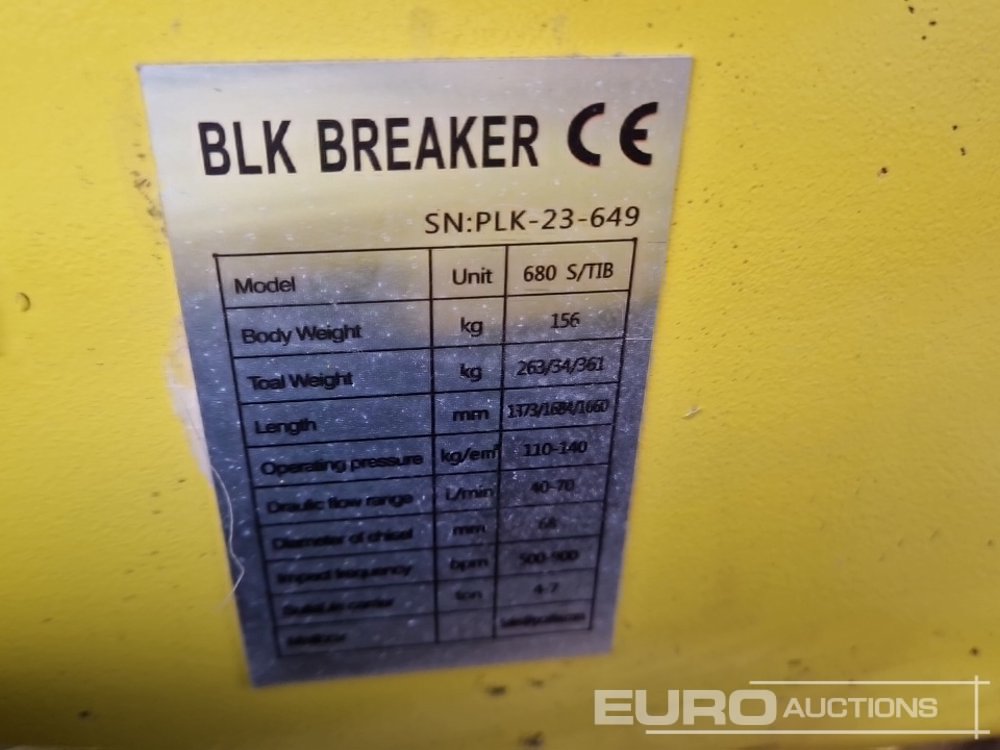 BLK BREAKER CE
SN:PLK-23-649
Model Unit 680 S/TIB
Body Weight kg 156
Toal Weight kg 263/34/361
Length mm 1373/1684/1660
Operating pressure kg/em² 110-140
Draulic flow range L/min 40-70
Diameter of chisel mm 68
Impact frequency bpm 500-900
carrier ton 4-7
EURO AUCTIONS